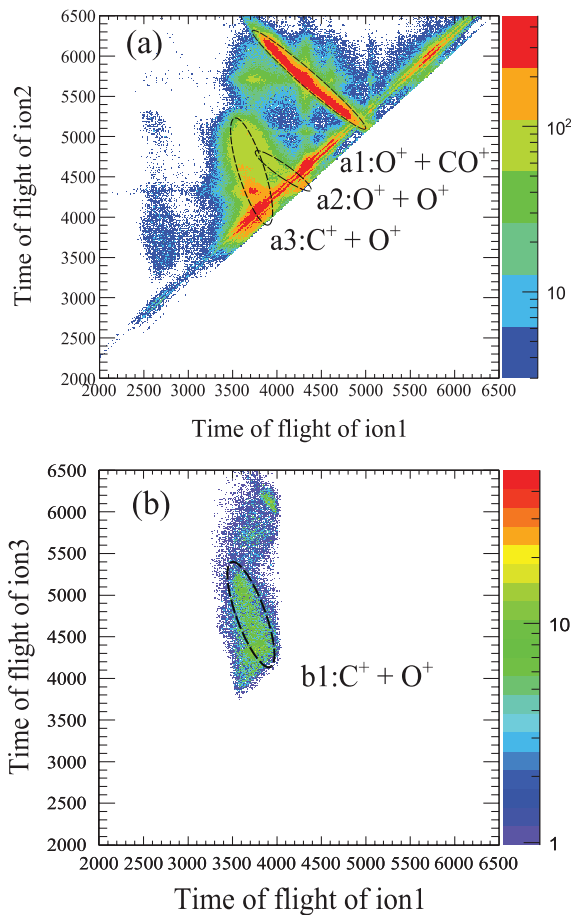 (a)
Time of flight of ion2
6500
6000
5500
5000
4500
4000
3500
3000
2500
2000
a1:O⁺ + CO⁺
a2:O⁺ + O⁺
a3:C⁺ + O⁺
10²
10
2000 2500 3000 3500 4000 4500 5000 5500 6000 6500
Time of flight of ion1
(b)
Time of flight of ion3
6500
6000
5500
5000
4500
4000
3500
3000
2500
2000
b1:C⁺ + O⁺
10
1
2000 2500 3000 3500 4000 4500 5000 5500 6000 6500
Time of flight of ion1